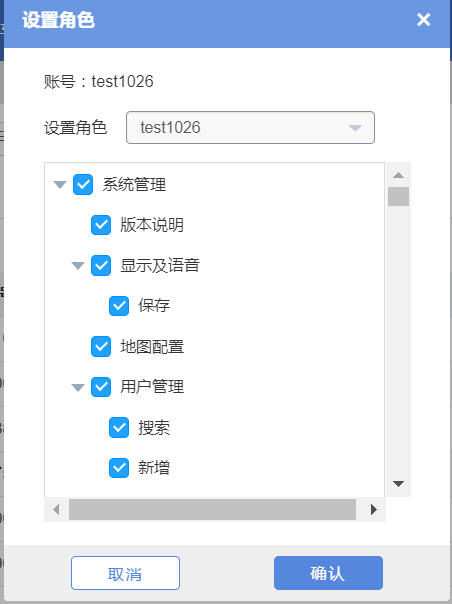 设置角色
账号：test1026
设置角色 test1026
系统管理
版本说明
显示及语音
保存
地图配置
用户管理
搜索
新增
取消 确认